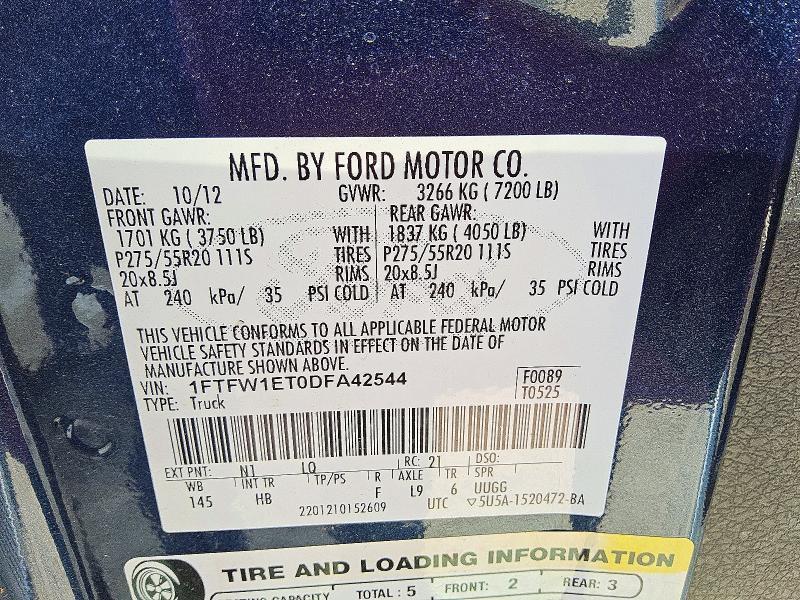 MFD. BY FORD MOTOR CO.
DATE: 10/12 GVWR: 3266 KG ( 7200 LB)
FRONT GAWR: REAR GAWR:
1701 KG ( 3750 LB) WITH 1837 KG ( 4050 LB) WITH
P275/55R20 111S TIRES P275/55R20 111S TIRES
20x8.5J RIMS 20x8.5J RIMS
AT 240 kPa/ 35 PSI COLD AT 240 kPa/ 35 PSI COLD
THIS VEHICLE CONFORMS TO ALL APPLICABLE FEDERAL MOTOR
VEHICLE SAFETY STANDARDS IN EFFECT ON THE DATE OF
MANUFACTURE SHOWN ABOVE.
VIN: 1FTFW1ET0DFA42544 F0089
TYPE: Truck T0525
EXT PNT: N1 LQ RC: 21 DSO:
WB INT TR TP/PS R AXLE TR SPR
145 HB F L9 6 UUGG
2201210152609 UTC ▽5U5A-1520472-BA
TIRE AND LOADING INFORMATION
SEATING CAPACITY TOTAL : 5 FRONT: 2 REAR: 3